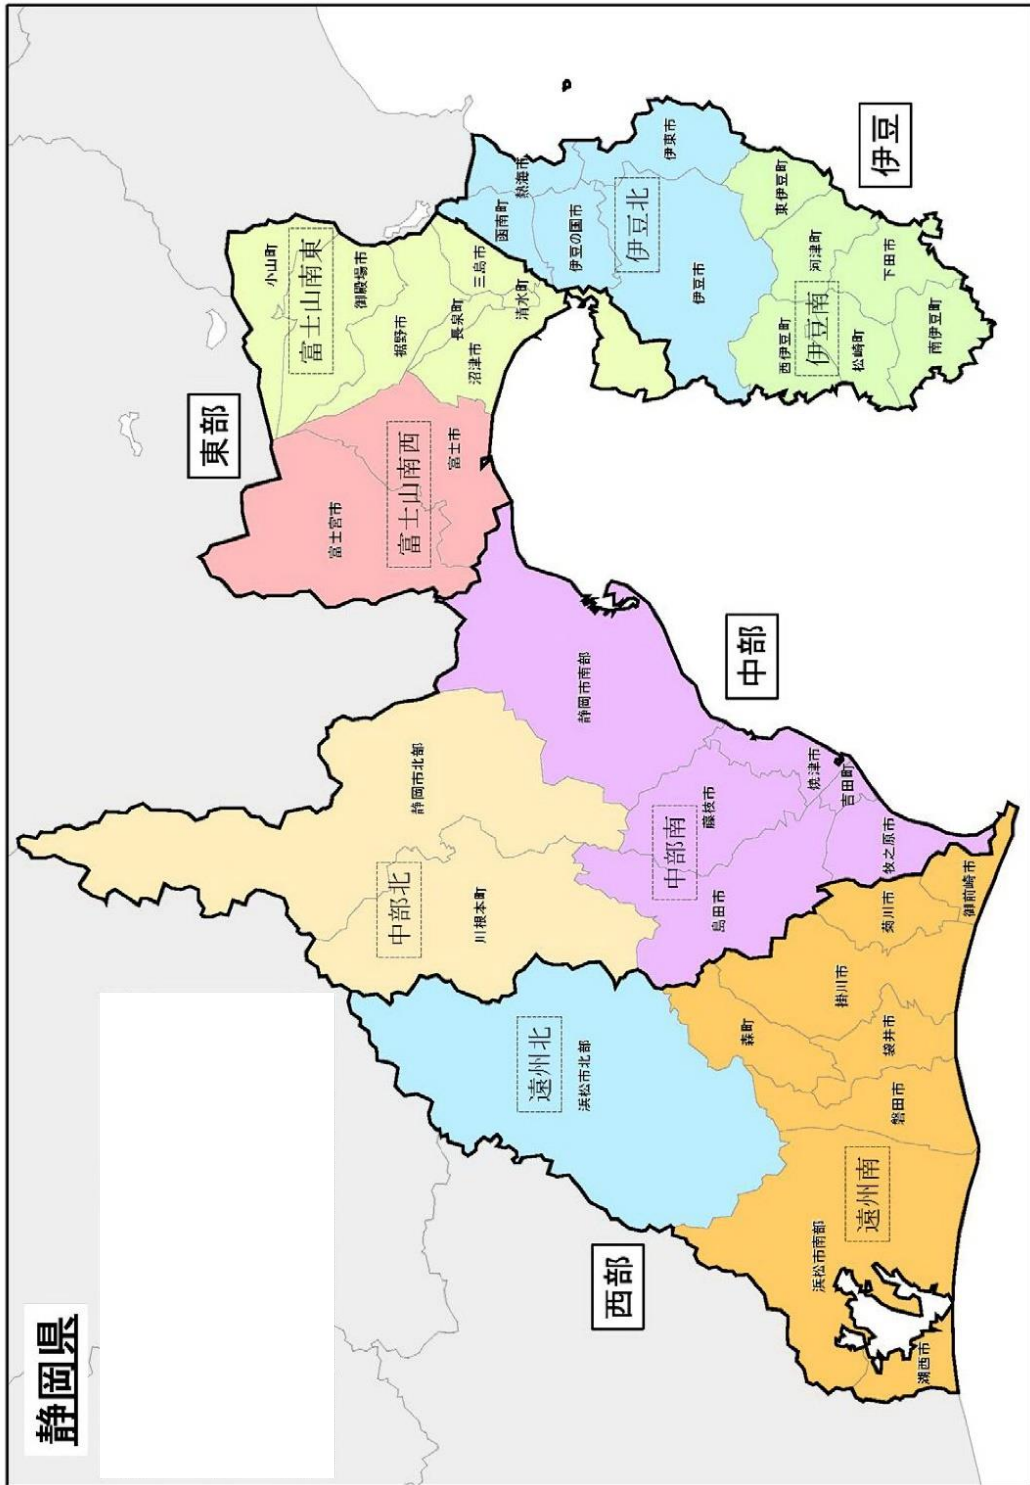 静岡県
西部
遠州北
浜松市北部
遠州南
浜松市南部
湖西市
磐田市
袋井市
森町
掛川市
菊川市
御前崎市
中部
中部北
静岡市北部
川根本町
中部南
静岡市南部
島田市
藤枝市
焼津市
吉田町
牧之原市
東部
富士山南西
富士宮市
富士市
富士山南東
小山町
御殿場市
裾野市
長泉町
三島市
清水町
沼津市
伊豆
伊豆北
熱海市
函南町
伊豆の国市
伊東市
伊豆市
伊豆南
東伊豆町
河津町
西伊豆町
松崎町
下田市
南伊豆町